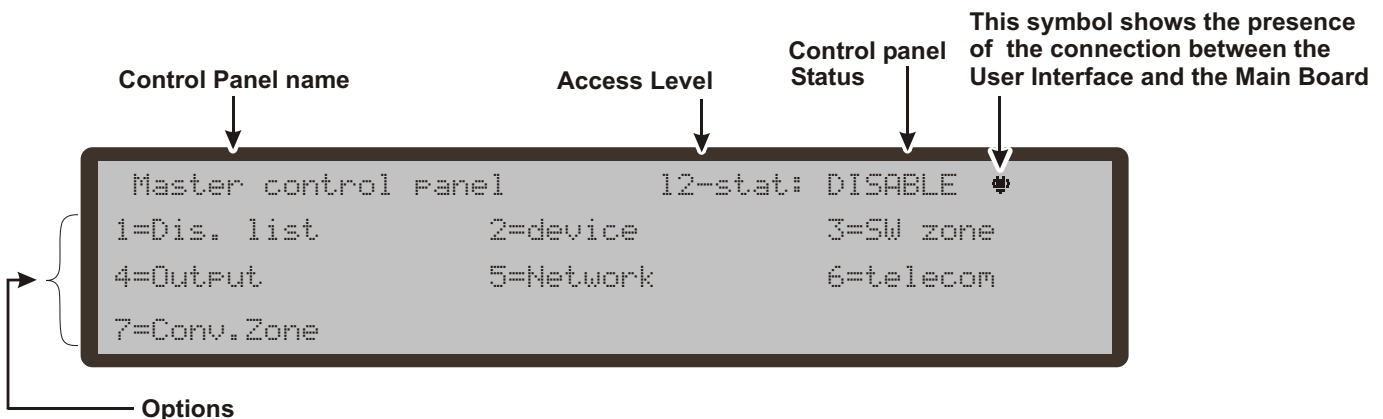 This symbol shows the presence
of the connection between the
User Interface and the Main Board
Control panel
Status
Access Level
Control Panel name
Master control panel l2-stat: DISABLE
1=Dis. list 2=device 3=SW zone
4=Output 5=Network 6=telecom
7=Conv.Zone
Options